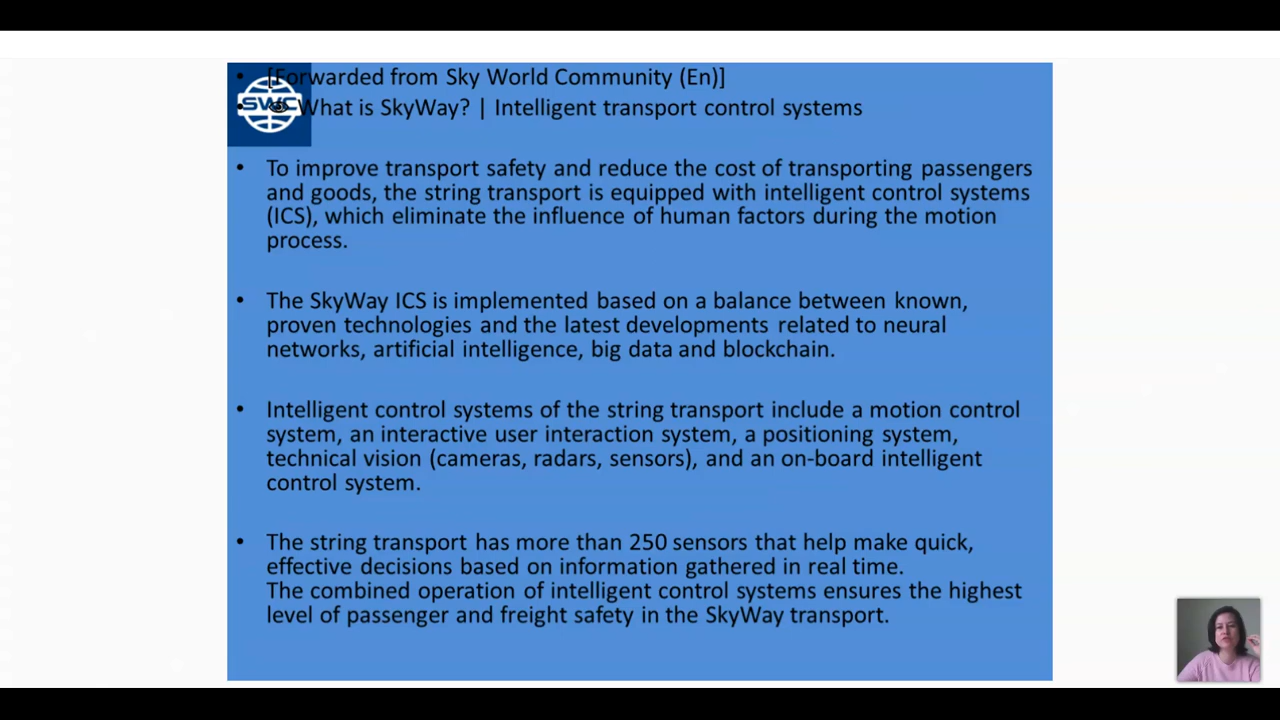 [Forwarded from Sky World Community (En)]
SWC
What is SkyWay? | Intelligent transport control systems
To improve transport safety and reduce the cost of transporting passengers
and goods, the string transport is equipped with intelligent control systems
(ICS), which eliminate the influence of human factors during the motion
process.
The SkyWay ICS is implemented based on a balance between known,
proven technologies and the latest developments related to neural
networks, artificial intelligence, big data and blockchain.
Intelligent control systems of the string transport include a motion control
system, an interactive user interaction system, a positioning system,
technical vision (cameras, radars, sensors), and an on-board intelligent
control system.
The string transport has more than 250 sensors that help make quick,
effective decisions based on information gathered in real time.
The combined operation of intelligent control systems ensures the highest
level of passenger and freight safety in the SkyWay transport.